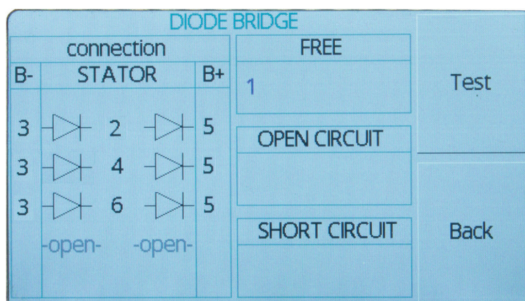 DIODE BRIDGE
connection
B- STATOR B+
3 2 5
3 4 5
3 6 5
-open- -open-
FREE
1
OPEN CIRCUIT
SHORT CIRCUIT
Test
Back